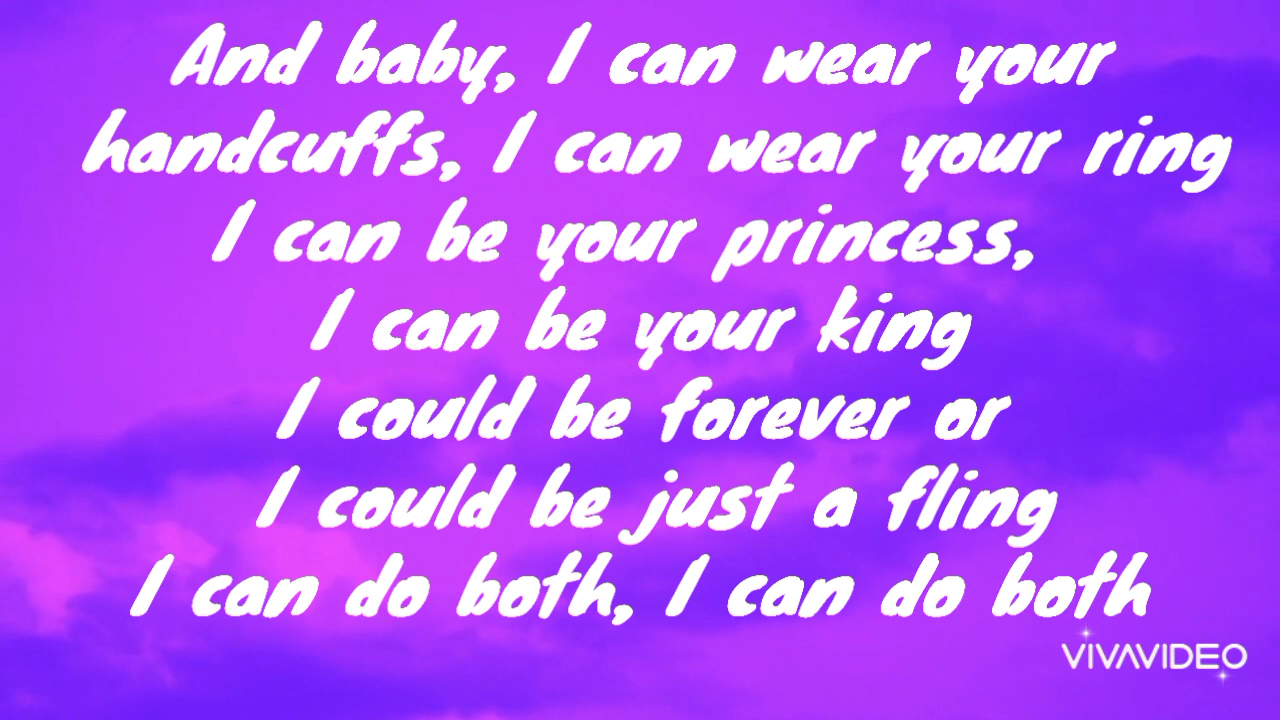 And baby, I can wear your
handcuffs, I can wear your ring
I can be your princess,
I can be your king
I could be forever or
I could be just a fling
I can do both, I can do both
VIVAVIDEO